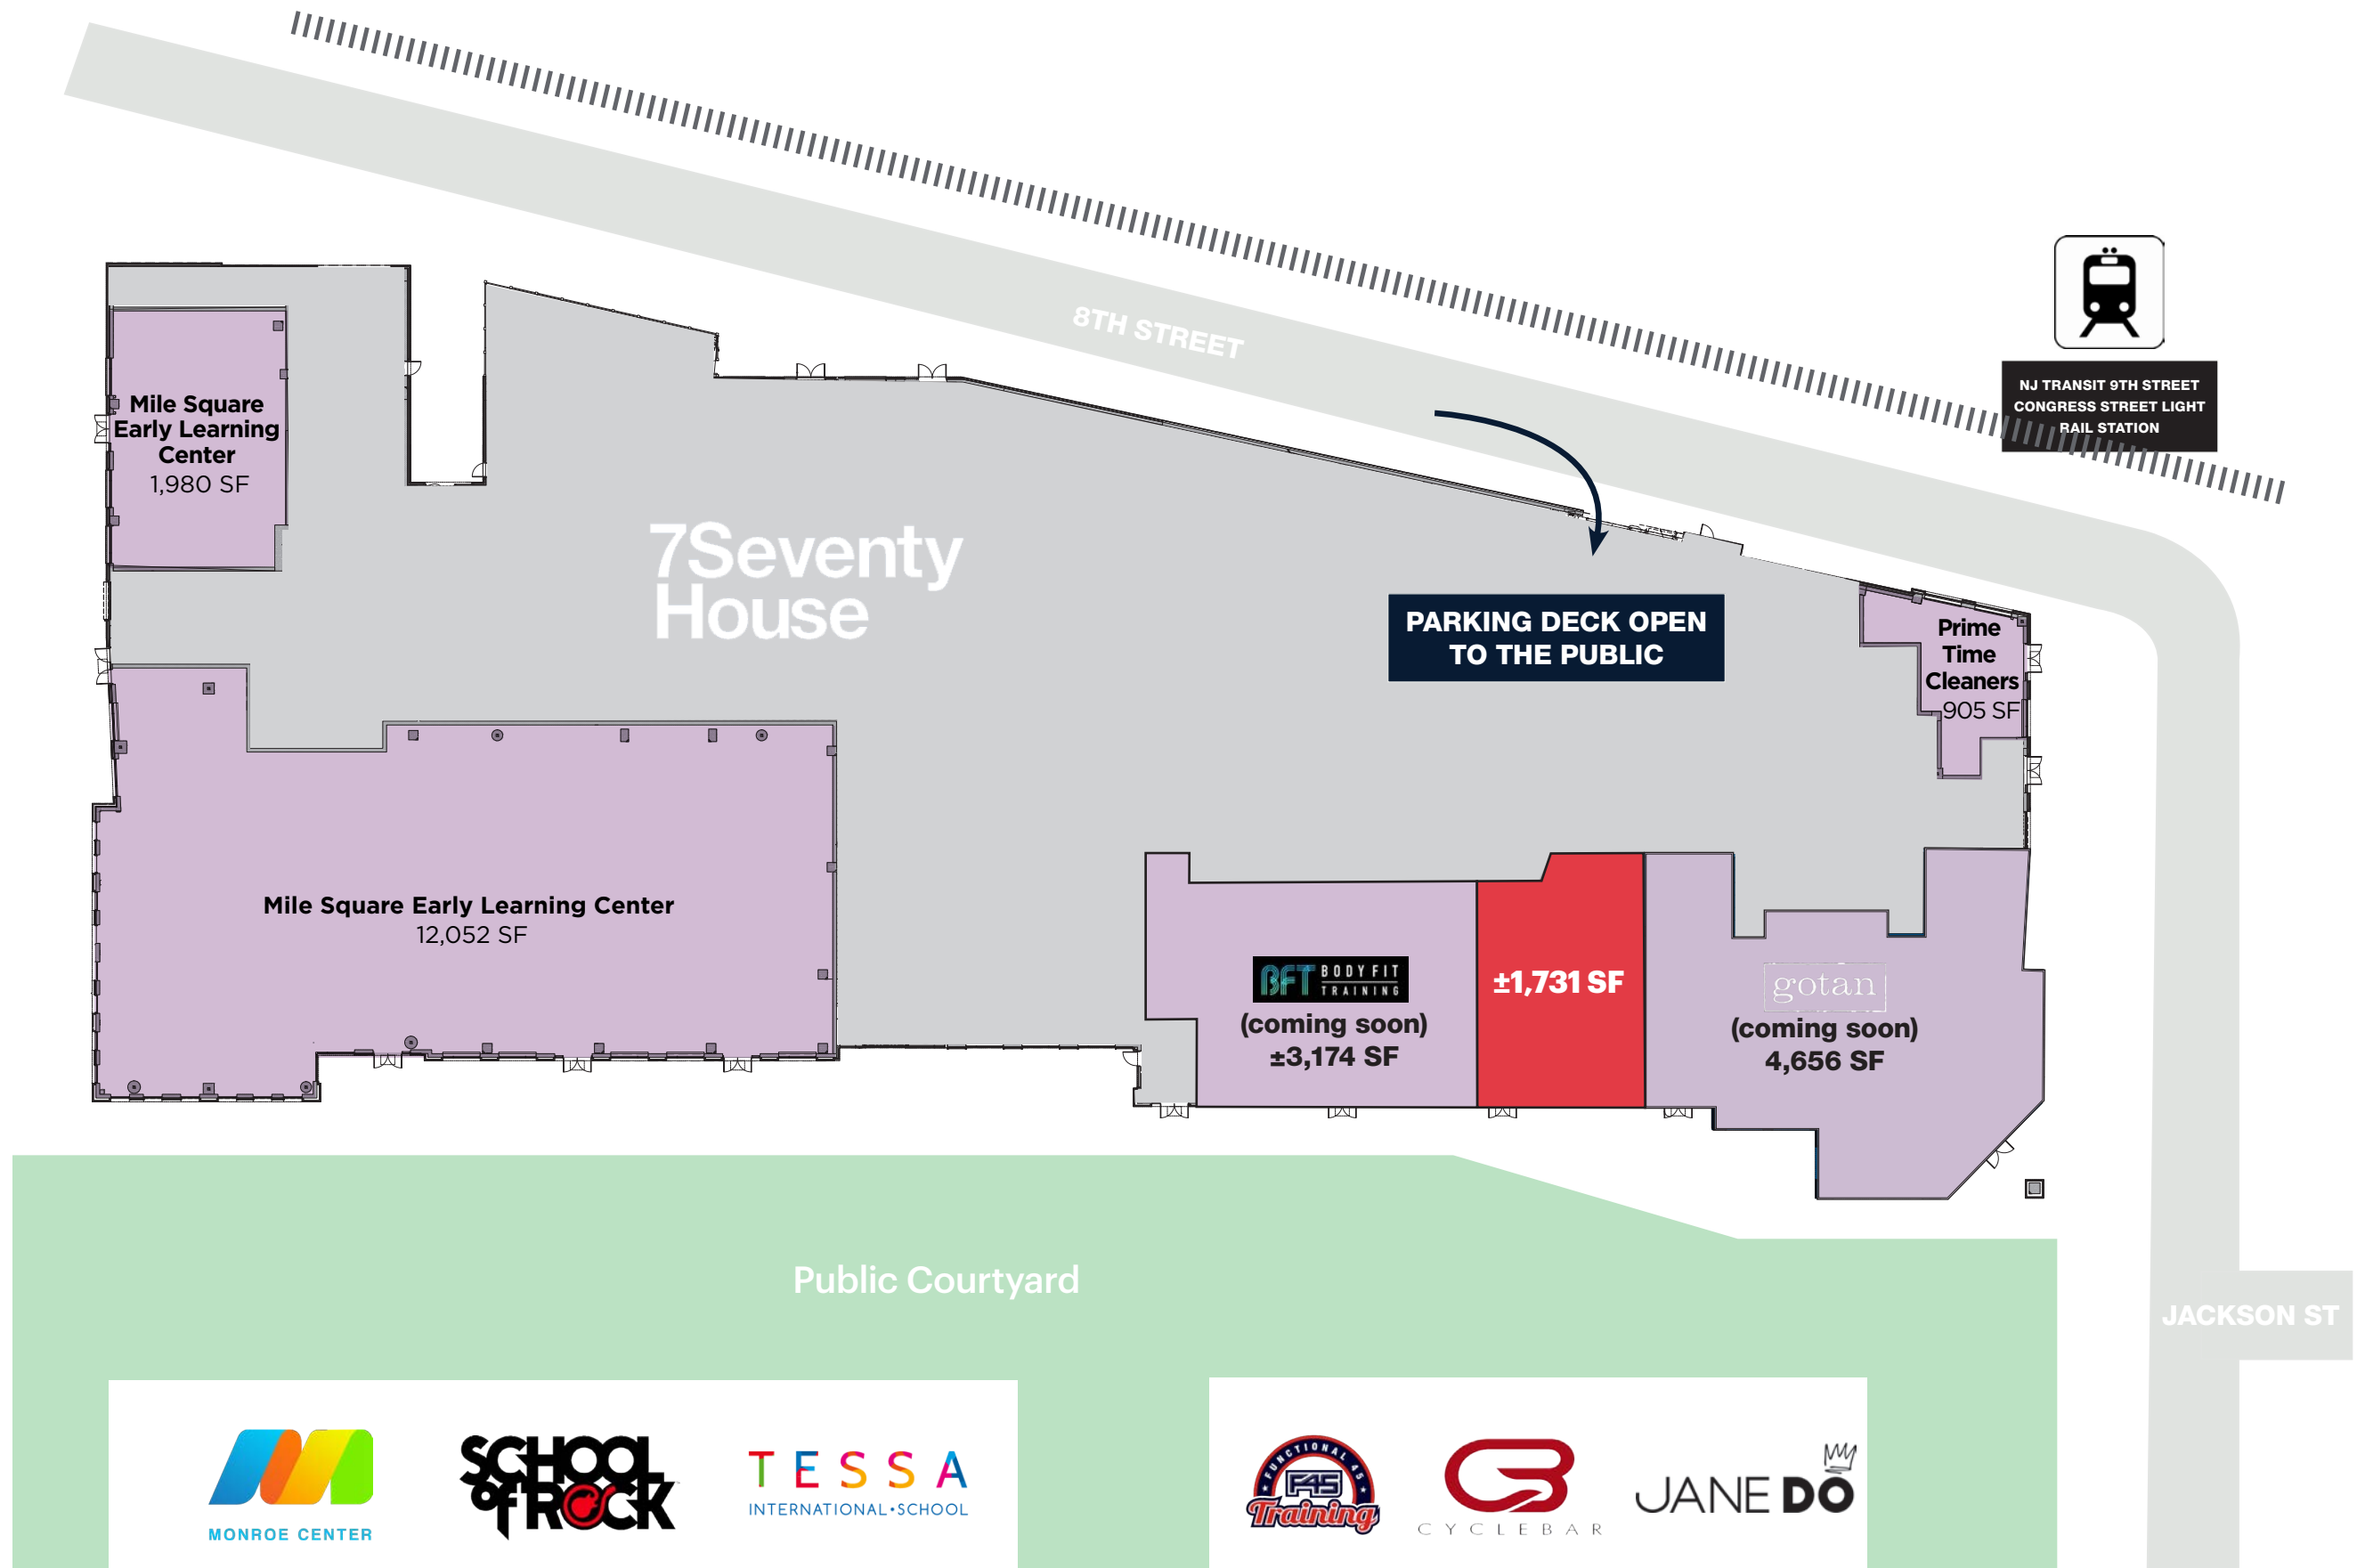 8TH STREET
NJ TRANSIT 9TH STREET
CONGRESS STREET LIGHT
RAIL STATION
Mile Square
Early Learning
Center
1,980 SF
7Seventy
House
PARKING DECK OPEN
TO THE PUBLIC
Prime
Time
Cleaners
905 SF
Mile Square Early Learning Center
12,052 SF
BFT BODY FIT
TRAINING
(coming soon)
±3,174 SF
±1,731 SF
gotan
(coming soon)
4,656 SF
Public Courtyard
JACKSON ST
MONROE CENTER
SCHOOL
of ROCK
TESSA
INTERNATIONAL•SCHOOL
FUNCTIONAL 45
F45
Training
CB
CYCLEBAR
JANE DO